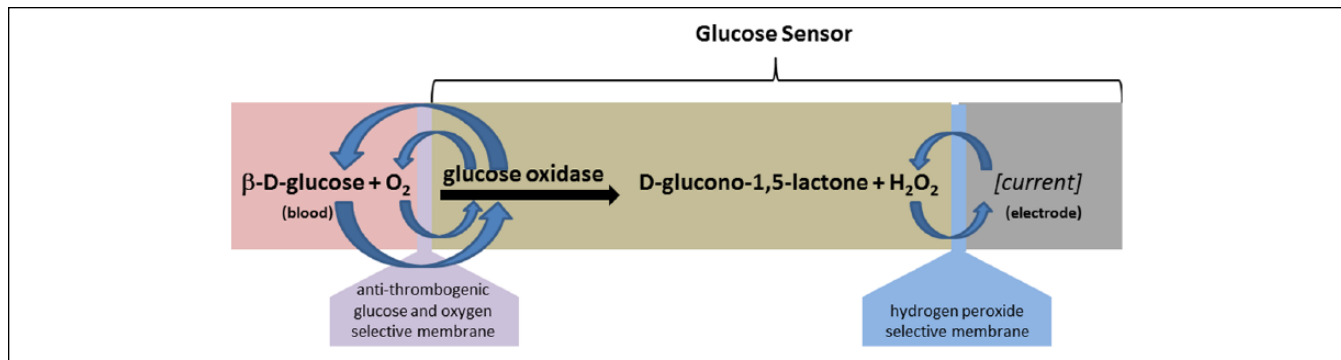 Glucose Sensor
β-D-glucose + O₂
(blood)
glucose oxidase
D-glucono-1,5-lactone + H₂O₂
[current]
(electrode)
anti-thrombogenic
glucose and oxygen
selective membrane
hydrogen peroxide
selective membrane